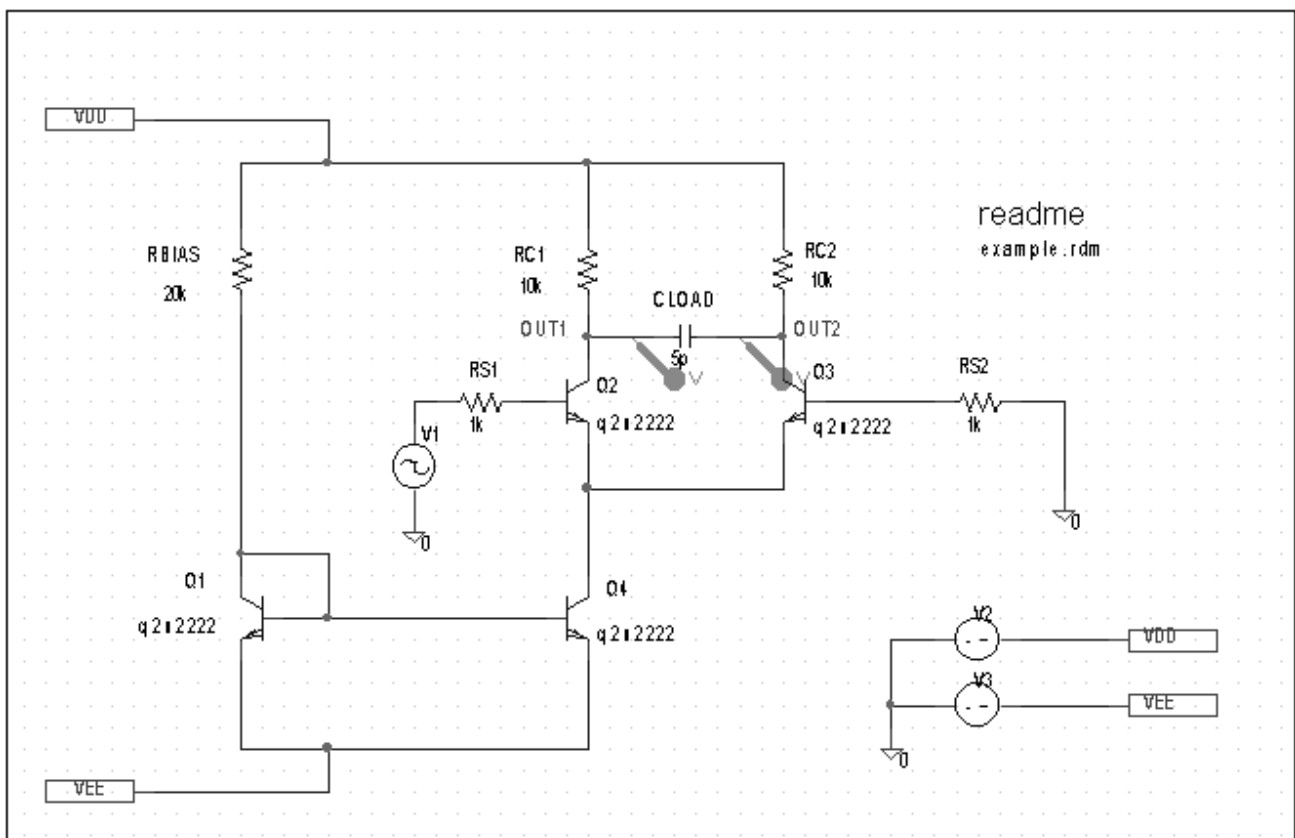 VDD
readme
example.rdm
RBIAS
20k
RC1
10k
RC2
10k
CLOAD
5p
OUT1
OUT2
V
V
RS1
1k
Q2
q2n2222
Q3
q2n2222
RS2
1k
V1
0
0
Q1
q2n2222
Q4
q2n2222
V2
VDD
V3
VEE
0
VEE